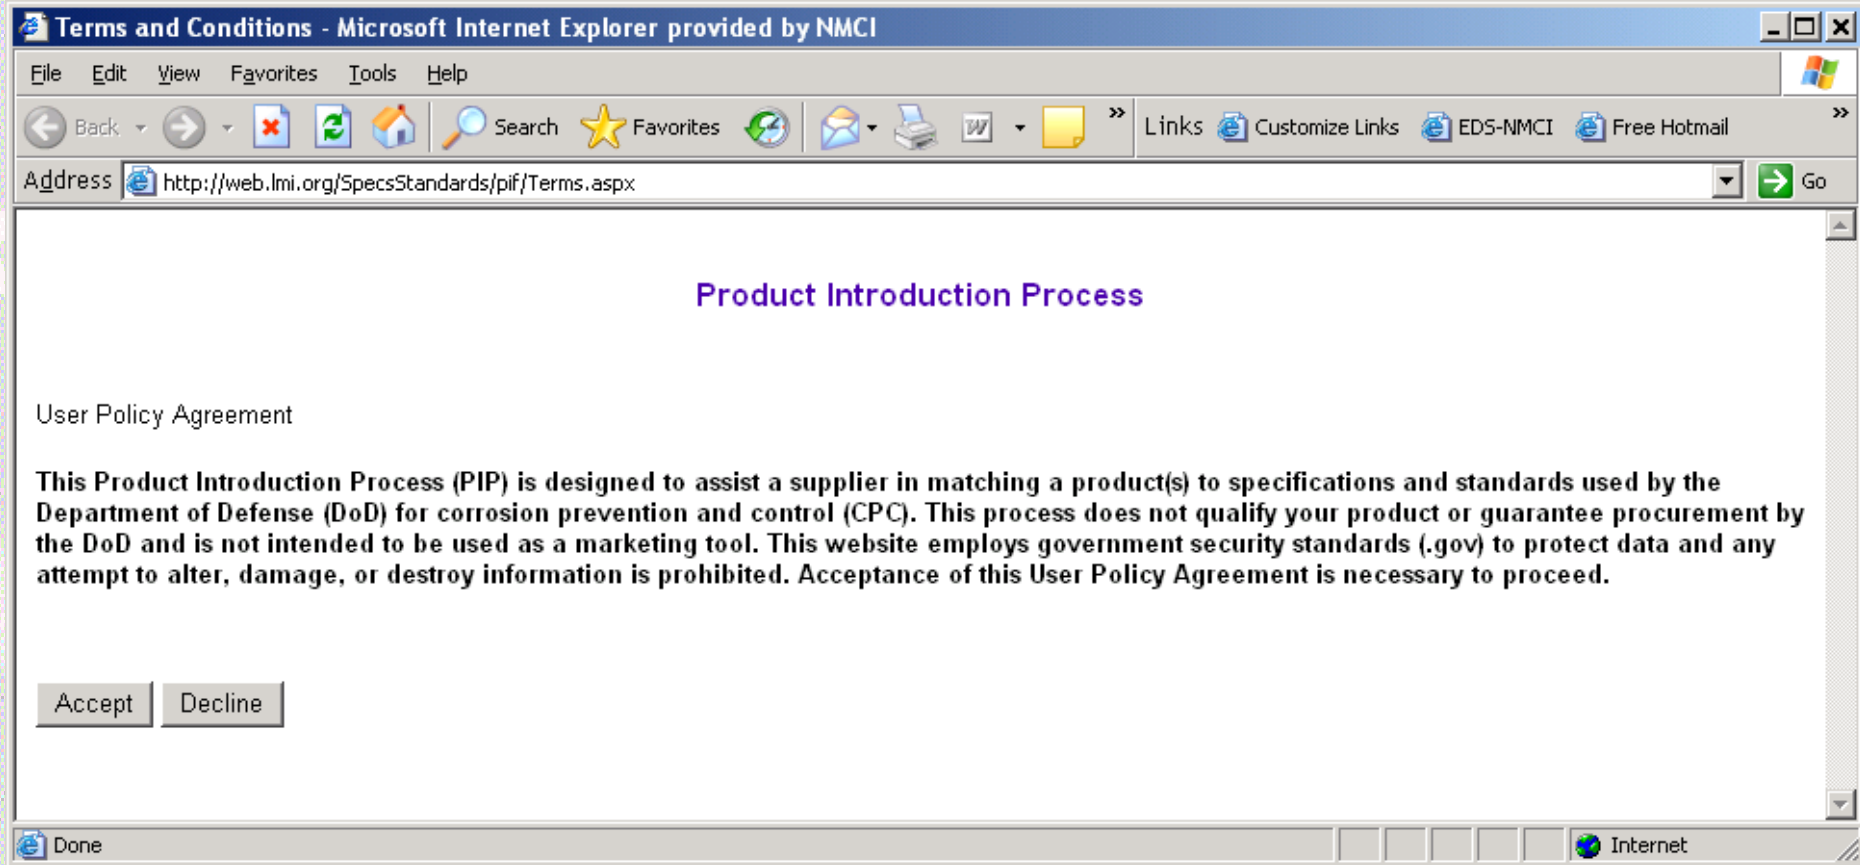 Terms and Conditions - Microsoft Internet Explorer provided by NMCI
File Edit View Favorites Tools Help
Back Search Favorites W » Links Customize Links EDS-NMCI Free Hotmail »
Address http://web.lmi.org/SpecsStandards/pif/Terms.aspx Go
Product Introduction Process
User Policy Agreement
This Product Introduction Process (PIP) is designed to assist a supplier in matching a product(s) to specifications and standards used by the
Department of Defense (DoD) for corrosion prevention and control (CPC). This process does not qualify your product or guarantee procurement by
the DoD and is not intended to be used as a marketing tool. This website employs government security standards (.gov) to protect data and any
attempt to alter, damage, or destroy information is prohibited. Acceptance of this User Policy Agreement is necessary to proceed.
Accept Decline
Done Internet